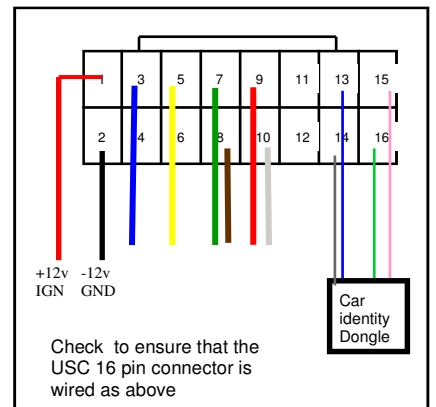 1 3 5 7 9 11 13 15
2 4 6 8 10 12 14 16
+12v -12v
IGN GND
Car
identity
Dongle
Check to ensure that the
USC 16 pin connector is
wired as above